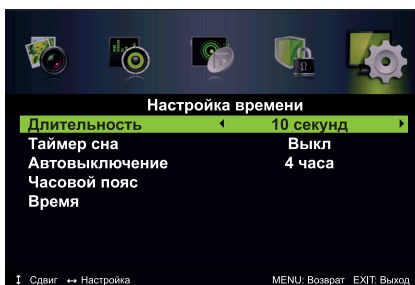 Настройка времени
Длительность 10 секунд
Таймер сна Выкл
Автовыключение 4 часа
Часовой пояс
Время
Сдвиг Настройка MENU: Возврат EXIT: Выход